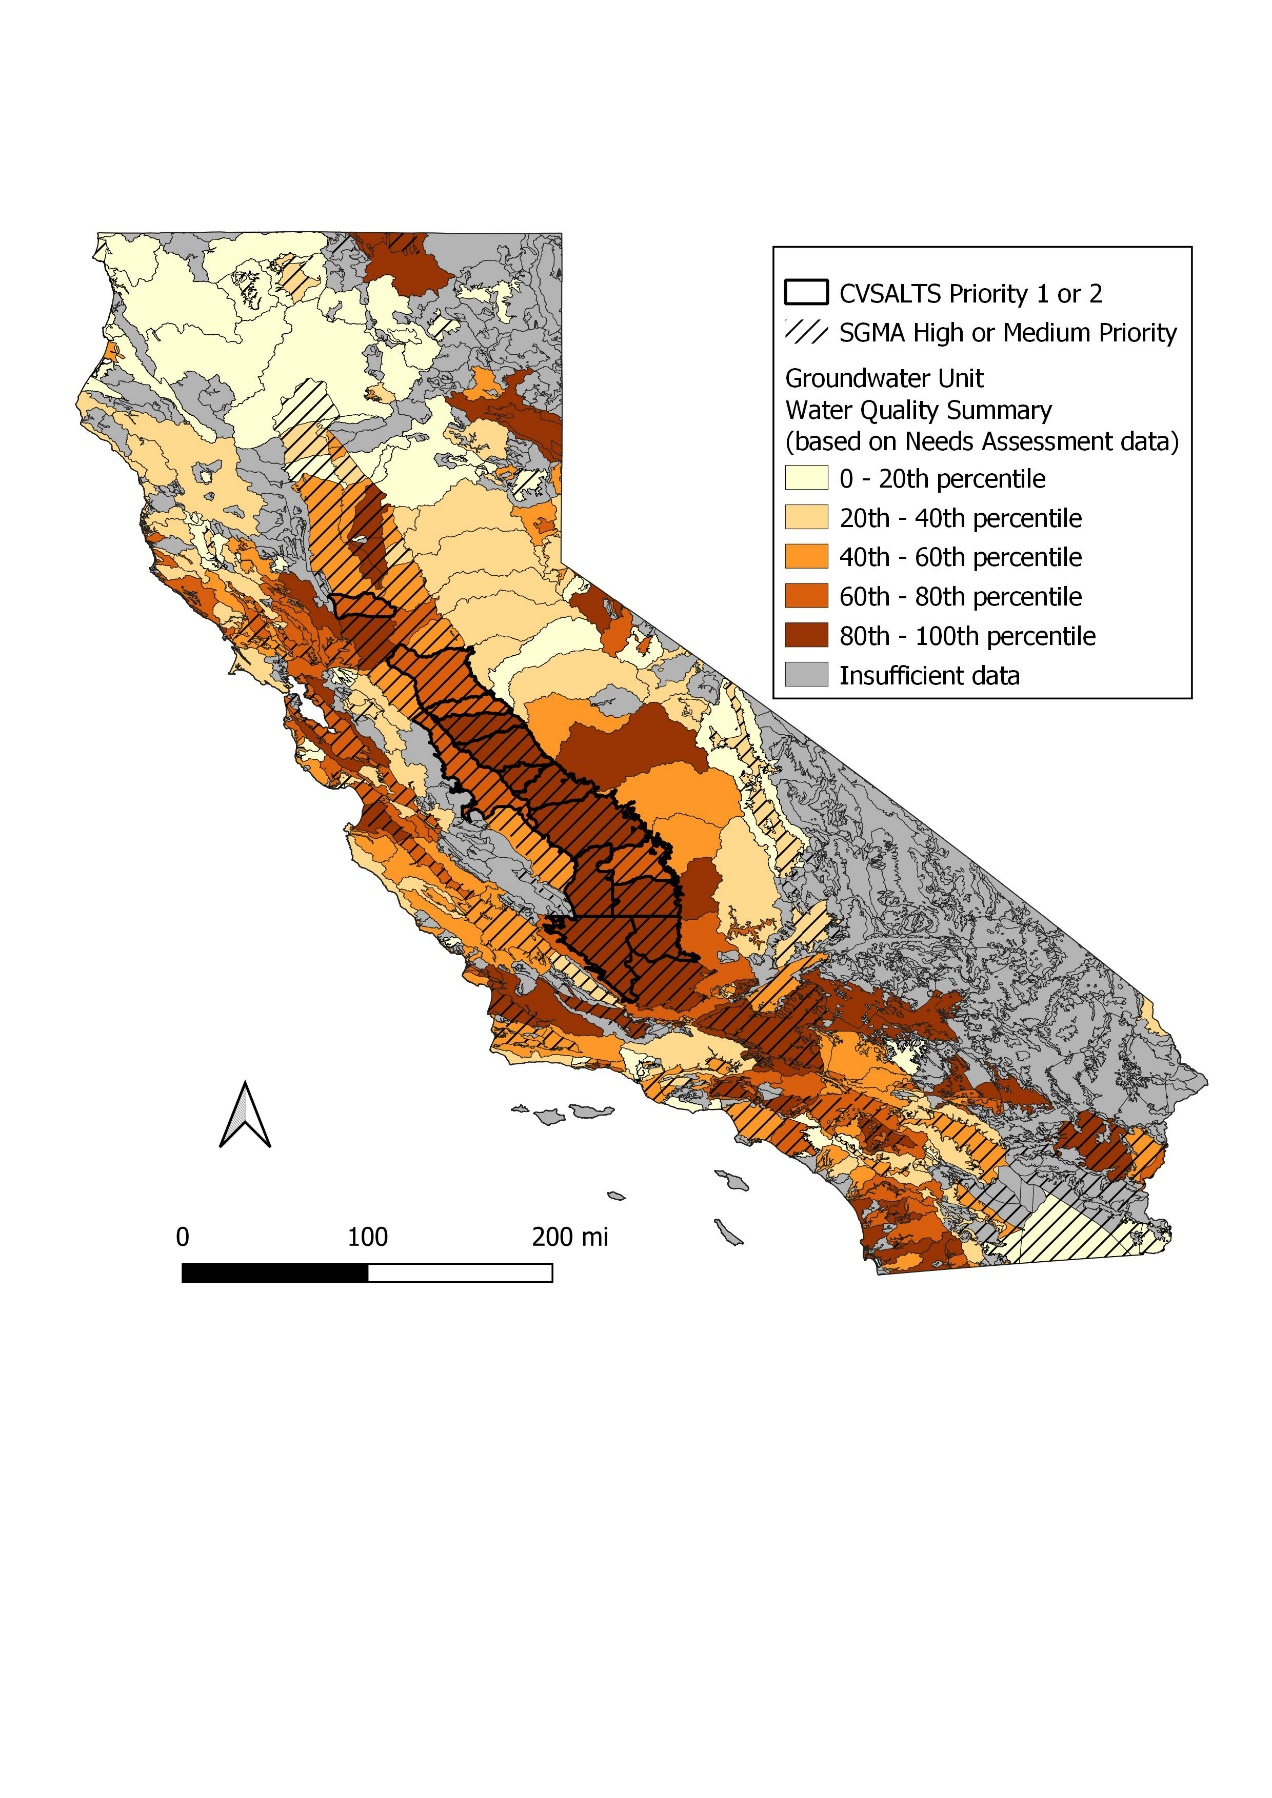 CVSALTS Priority 1 or 2
SGMA High or Medium Priority
Groundwater Unit
Water Quality Summary
(based on Needs Assessment data)
0 - 20th percentile
20th - 40th percentile
40th - 60th percentile
60th - 80th percentile
80th - 100th percentile
Insufficient data
0 100 200 mi